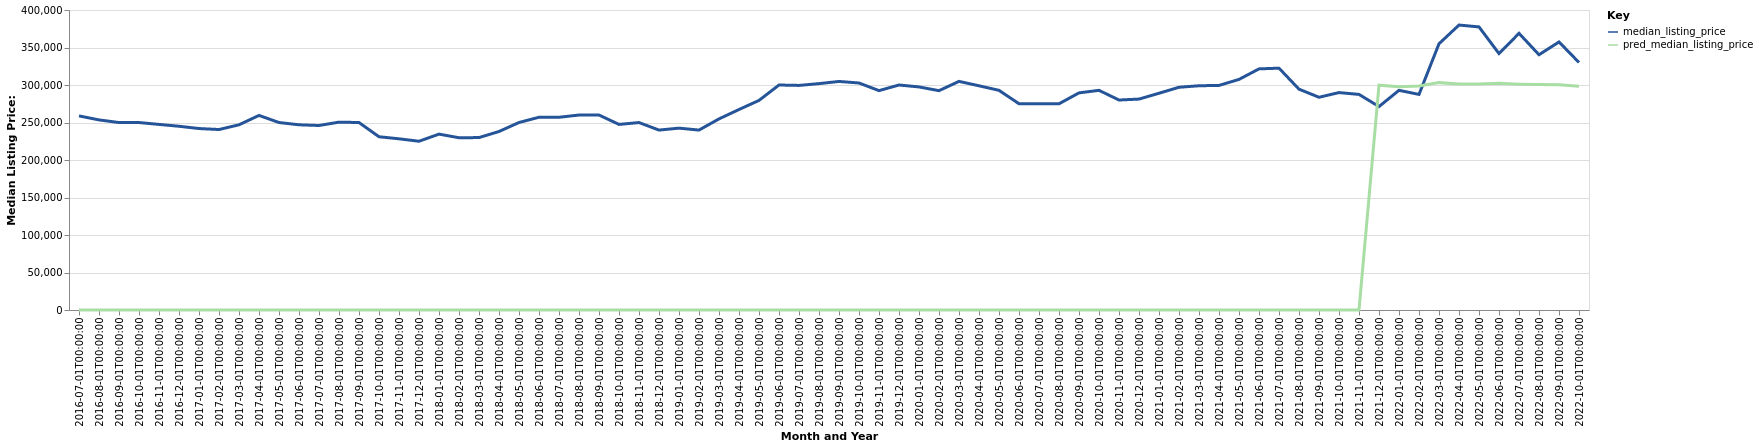 400,000
350,000
300,000
250,000
200,000
150,000
100,000
50,000
0
Median Listing Price:
2016-07-01T00:00:00
2016-08-01T00:00:00
2016-09-01T00:00:00
2016-10-01T00:00:00
2016-11-01T00:00:00
2016-12-01T00:00:00
2017-01-01T00:00:00
2017-02-01T00:00:00
2017-03-01T00:00:00
2017-04-01T00:00:00
2017-05-01T00:00:00
2017-06-01T00:00:00
2017-07-01T00:00:00
2017-08-01T00:00:00
2017-09-01T00:00:00
2017-10-01T00:00:00
2017-11-01T00:00:00
2017-12-01T00:00:00
2018-01-01T00:00:00
2018-02-01T00:00:00
2018-03-01T00:00:00
2018-04-01T00:00:00
2018-05-01T00:00:00
2018-06-01T00:00:00
2018-07-01T00:00:00
2018-08-01T00:00:00
2018-09-01T00:00:00
2018-10-01T00:00:00
2018-11-01T00:00:00
2018-12-01T00:00:00
2019-01-01T00:00:00
2019-02-01T00:00:00
2019-03-01T00:00:00
2019-04-01T00:00:00
2019-05-01T00:00:00
2019-06-01T00:00:00
2019-07-01T00:00:00
2019-08-01T00:00:00
2019-09-01T00:00:00
2019-10-01T00:00:00
2019-11-01T00:00:00
2019-12-01T00:00:00
2020-01-01T00:00:00
2020-02-01T00:00:00
2020-03-01T00:00:00
2020-04-01T00:00:00
2020-05-01T00:00:00
2020-06-01T00:00:00
2020-07-01T00:00:00
2020-08-01T00:00:00
2020-09-01T00:00:00
2020-10-01T00:00:00
2020-11-01T00:00:00
2020-12-01T00:00:00
2021-01-01T00:00:00
2021-02-01T00:00:00
2021-03-01T00:00:00
2021-04-01T00:00:00
2021-05-01T00:00:00
2021-06-01T00:00:00
2021-07-01T00:00:00
2021-08-01T00:00:00
2021-09-01T00:00:00
2021-10-01T00:00:00
2021-11-01T00:00:00
2021-12-01T00:00:00
2022-01-01T00:00:00
2022-02-01T00:00:00
2022-03-01T00:00:00
2022-04-01T00:00:00
2022-05-01T00:00:00
2022-06-01T00:00:00
2022-07-01T00:00:00
2022-08-01T00:00:00
2022-09-01T00:00:00
2022-10-01T00:00:00
Month and Year
Key
median_listing_price
pred_median_listing_price